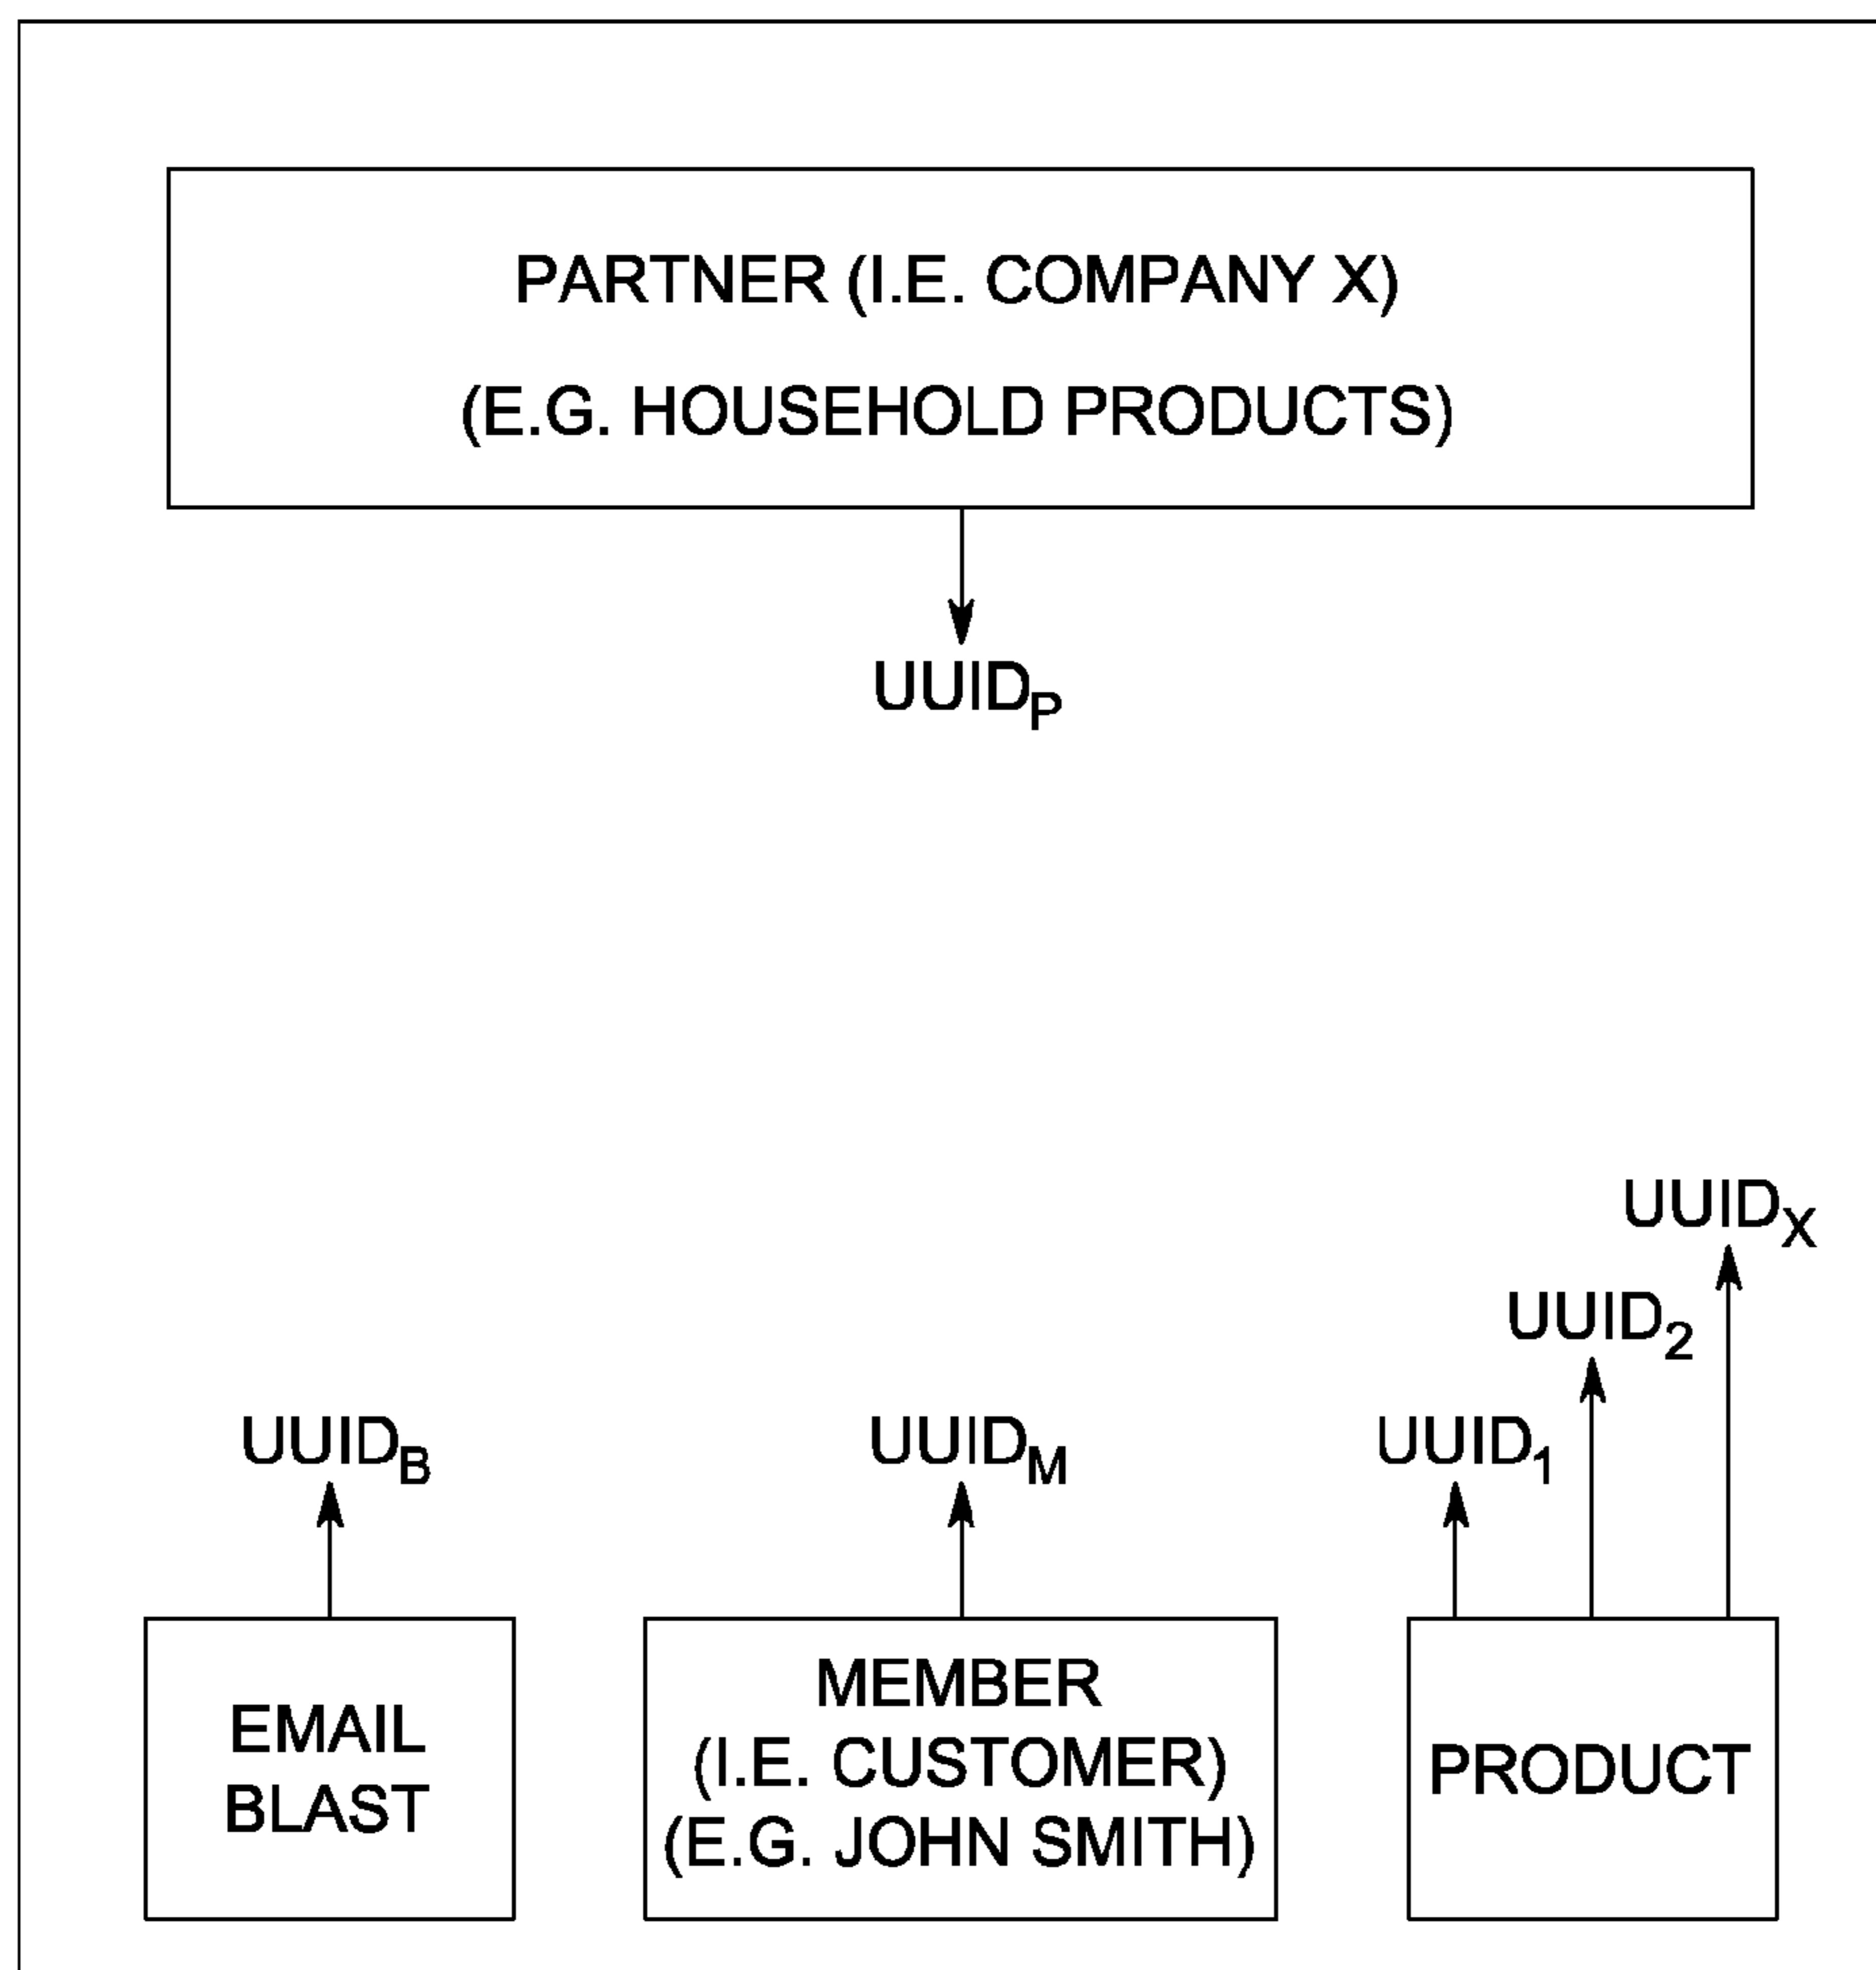 PARTNER (I.E. COMPANY X)
(E.G. HOUSEHOLD PRODUCTS)
UUIDP
UUIDX
UUID2
UUIDB
UUIDM
UUID1
EMAIL
BLAST
MEMBER
(I.E. CUSTOMER)
(E.G. JOHN SMITH)
PRODUCT